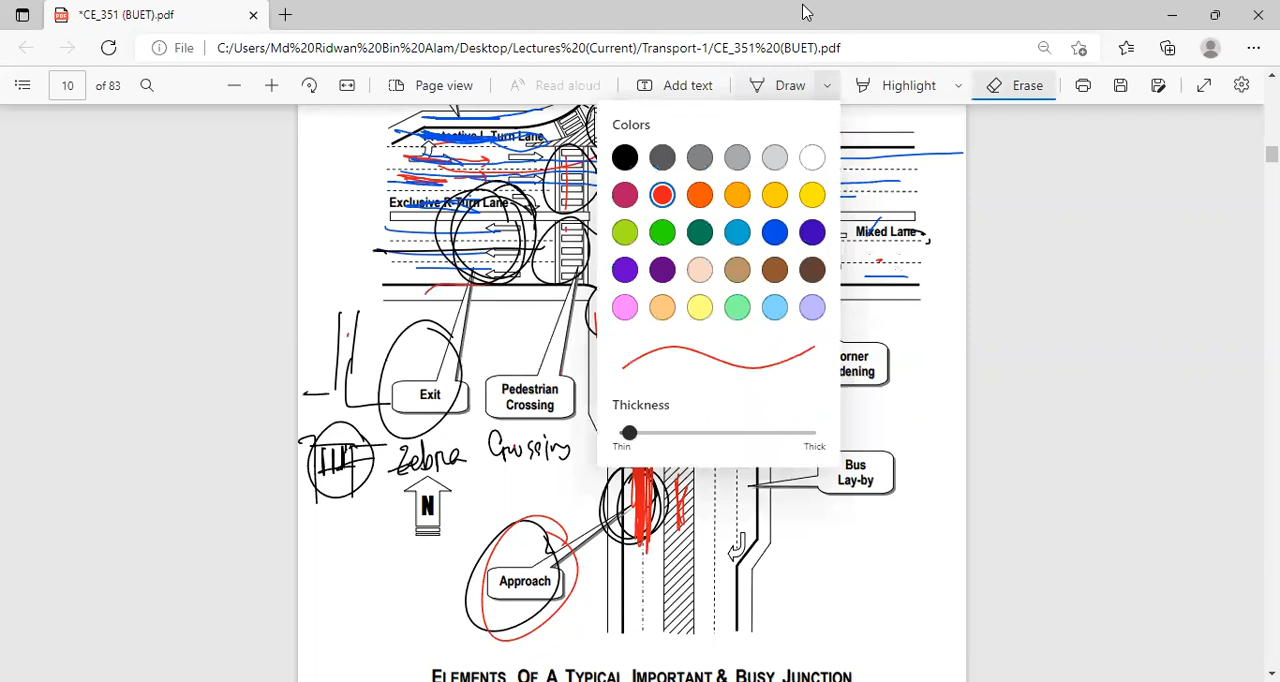 *CE_351 (BUET).pdf
File
C:/Users/Md%20Ridwan%20Bin%20Alam/Desktop/Lectures%20(Current)/Transport-1/CE_351%20(BUET).pdf
10 of 83
Page view
Read aloud
Add text
Draw
Highlight
Erase
Colors
Thickness
Thin
Thick
Protective L-Turn Lane
Exclusive R-Turn Lane
Mixed Lane
Exit
Pedestrian
Crossing
Zebra Crossing
N
Approach
Bus
Lay-by
ELEMENTS OF A TYPICAL IMPORTANT & BUSY JUNCTION